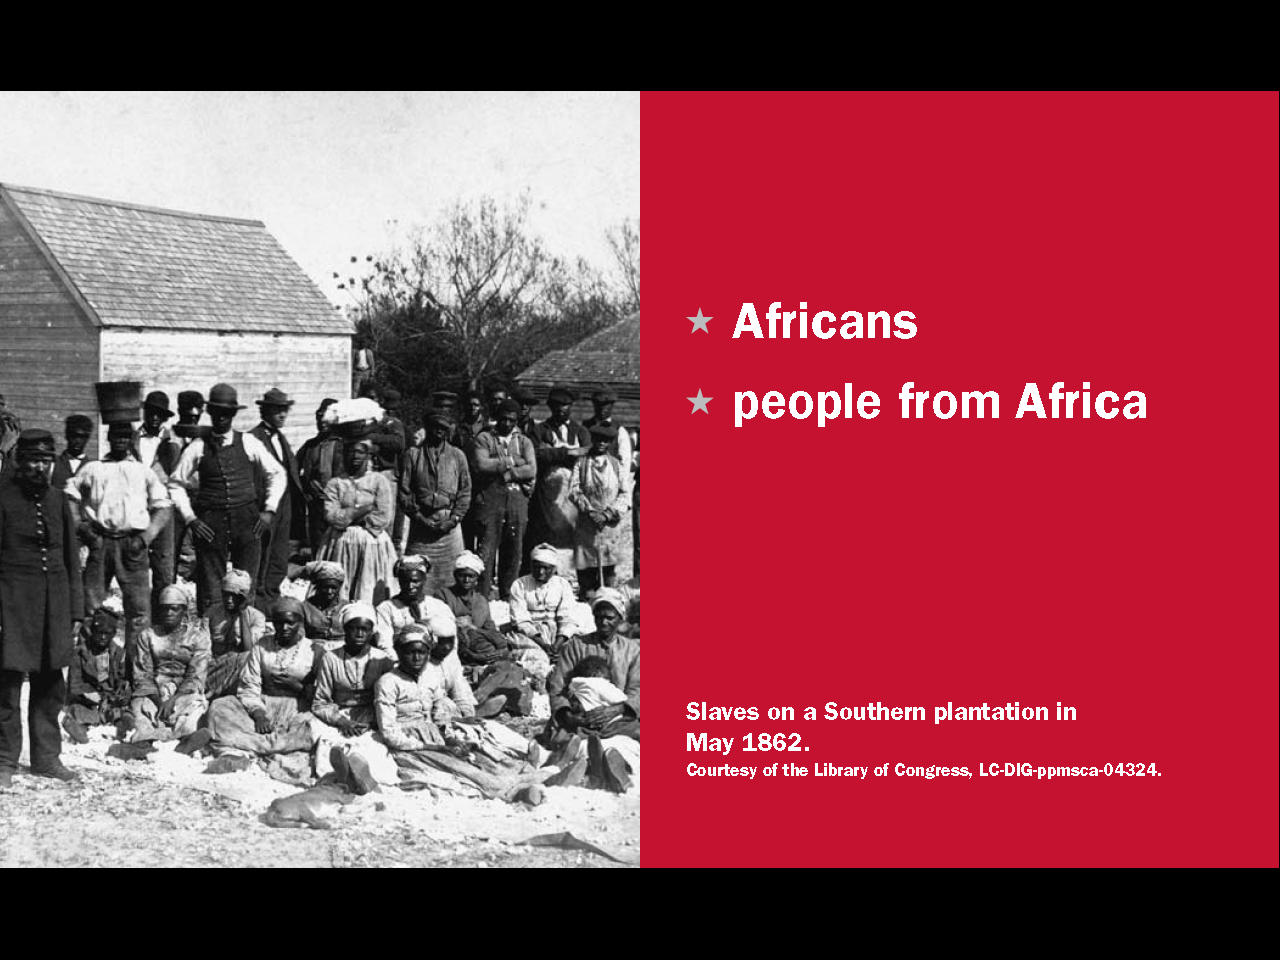 Africans
people from Africa
Slaves on a Southern plantation in
May 1862.
Courtesy of the Library of Congress, LC-DIG-ppmsca-04324.